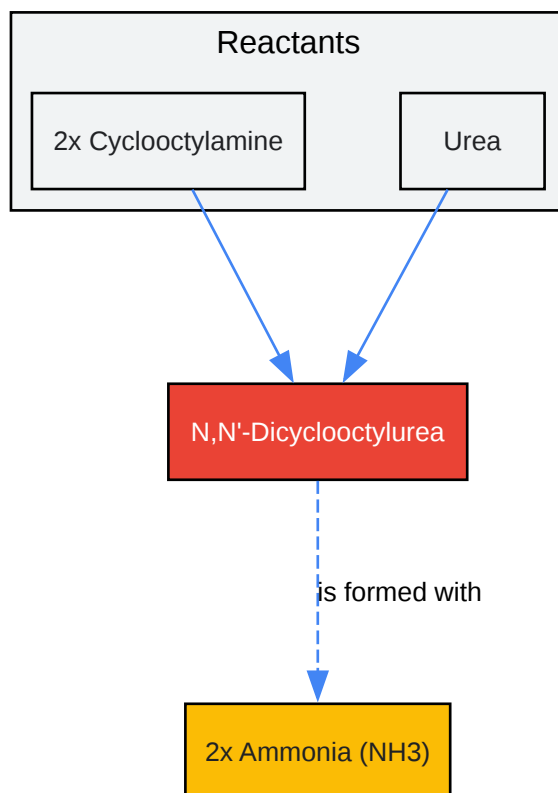 Reactants
2x Cyclooctylamine
Urea
N,N'-Dicyclooctylurea
is formed with
2x Ammonia (NH3)